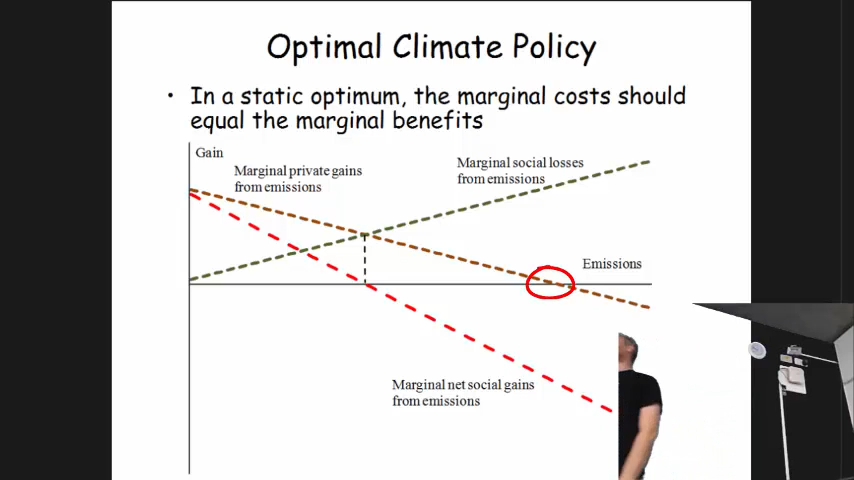 Optimal Climate Policy
• In a static optimum, the marginal costs should
equal the marginal benefits
Gain
Marginal private gains
from emissions
Marginal social losses
from emissions
Emissions
Marginal net social gains
from emissions